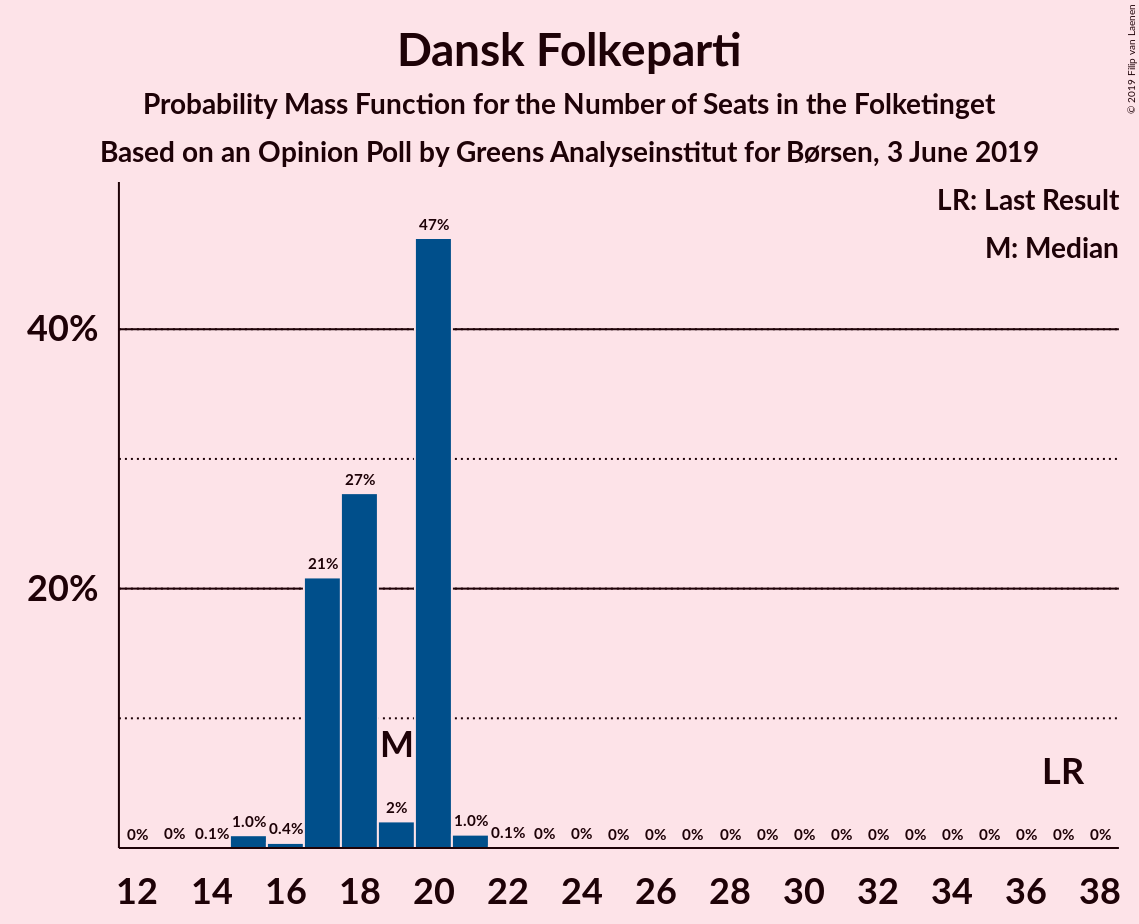 Dansk Folkeparti
Probability Mass Function for the Number of Seats in the Folketinget
Based on an Opinion Poll by Greens Analyseinstitut for Børsen, 3 June 2019
© 2019 Filip van Laenen
LR: Last Result
M: Median
47%
40%
27%
21%
20%
M
LR
0% 0% 0.1% 1.0% 0.4% 2% 1.0% 0.1% 0% 0% 0% 0% 0% 0% 0% 0% 0% 0% 0% 0% 0% 0% 0% 0%
12 14 16 18 20 22 24 26 28 30 32 34 36 38